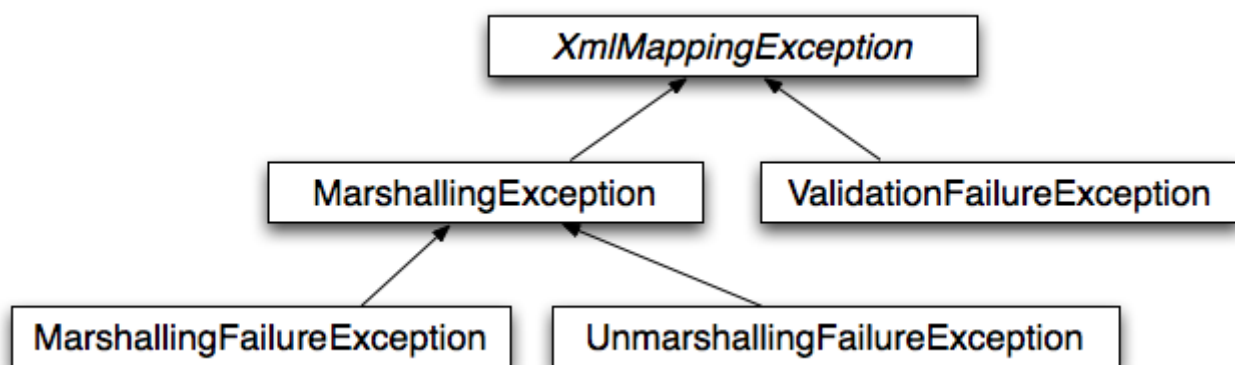 XmlMappingException
MarshallingException
ValidationFailureException
MarshallingFailureException
UnmarshallingFailureException